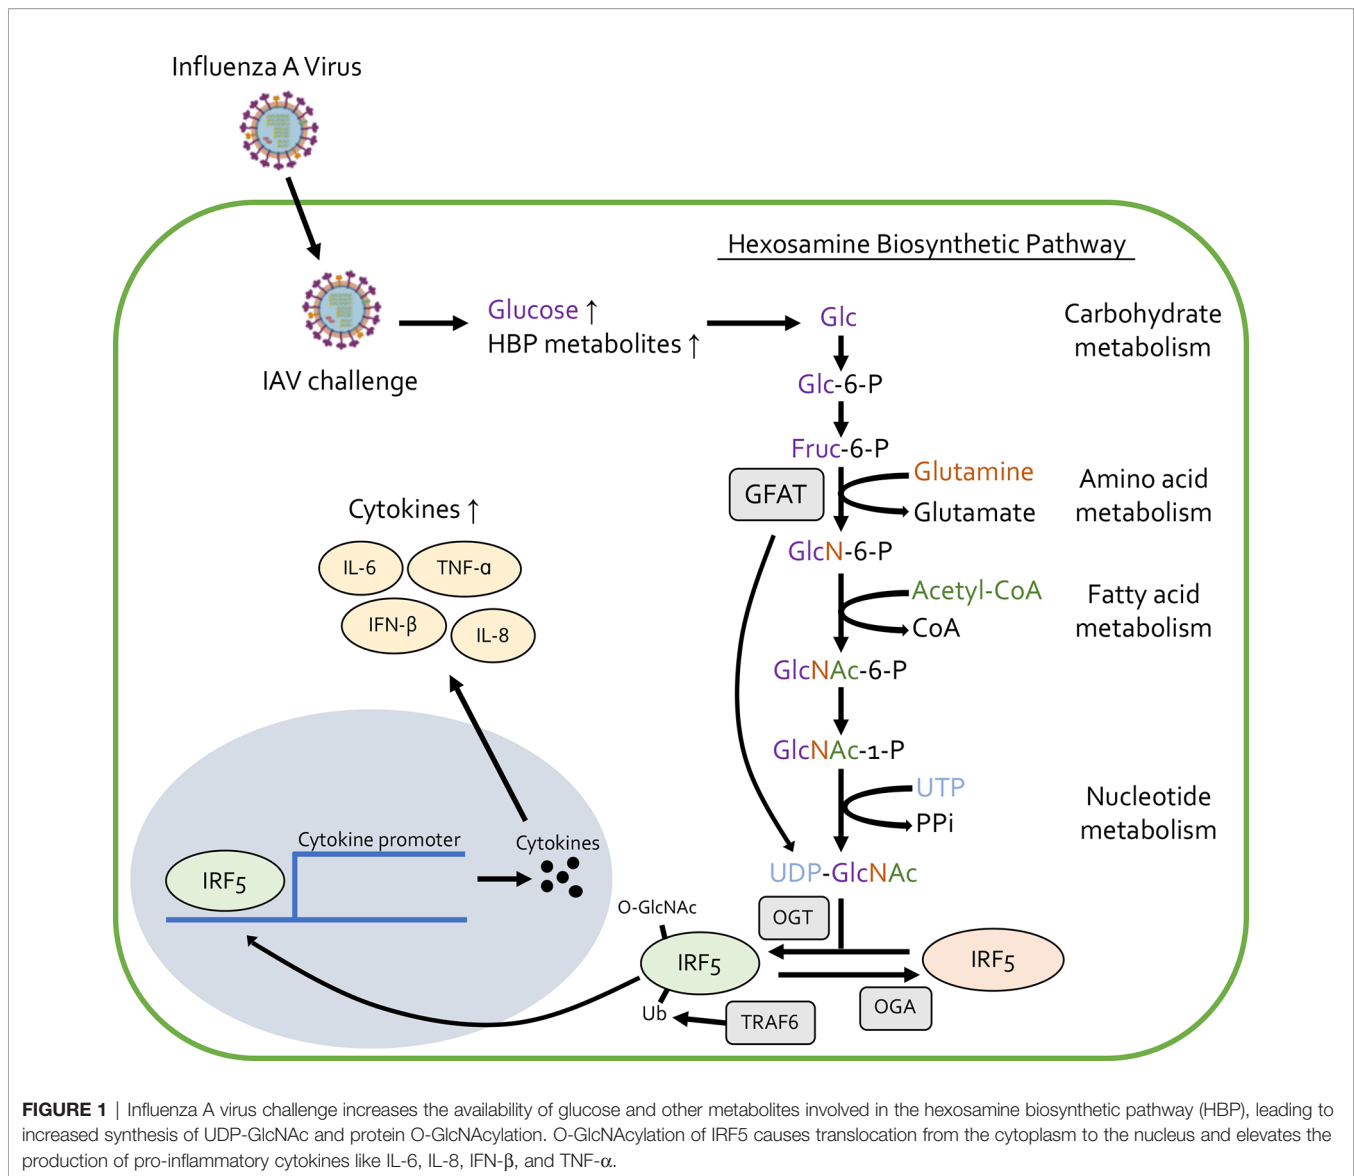 Influenza A Virus
Hexosamine Biosynthetic Pathway
IAV challenge
Glucose ↑
HBP metabolites ↑
Glc
Carbohydrate
metabolism
Glc-6-P
Fruc-6-P
GFAT
Glutamine
Glutamate
Amino acid
metabolism
GlcN-6-P
Acetyl-CoA
CoA
Fatty acid
metabolism
GlcNAc-6-P
GlcNAc-1-P
UTP
PPi
Nucleotide
metabolism
UDP-GlcNAc
Cytokines ↑
IL-6
TNF-α
IFN-β
IL-8
Cytokine promoter
IRF5
Cytokines
O-GlcNAc
IRF5
Ub
TRAF6
OGT
OGA
IRF5
FIGURE 1 | Influenza A virus challenge increases the availability of glucose and other metabolites involved in the hexosamine biosynthetic pathway (HBP), leading to
increased synthesis of UDP-GlcNAc and protein O-GlcNAcylation. O-GlcNAcylation of IRF5 causes translocation from the cytoplasm to the nucleus and elevates the
production of pro-inflammatory cytokines like IL-6, IL-8, IFN-β, and TNF-α.